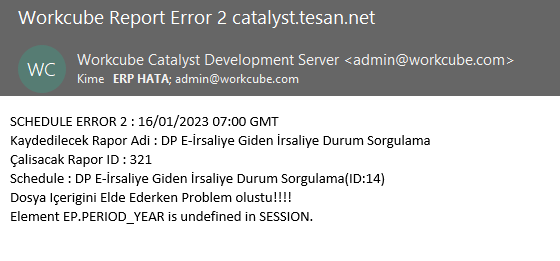 Workcube Report Error 2 catalyst.tesan.net
WC
Workcube Catalyst Development Server <admin@workcube.com>
Kime ERP HATA; admin@workcube.com
SCHEDULE ERROR 2 : 16/01/2023 07:00 GMT
Kaydedilecek Rapor Adi : DP E-İrsaliye Giden İrsaliye Durum Sorgulama
Çalisacak Rapor ID : 321
Schedule : DP E-İrsaliye Giden İrsaliye Durum Sorgulama(ID:14)
Dosya Içerigini Elde Ederken Problem olustu!!!!
Element EP.PERIOD_YEAR is undefined in SESSION.